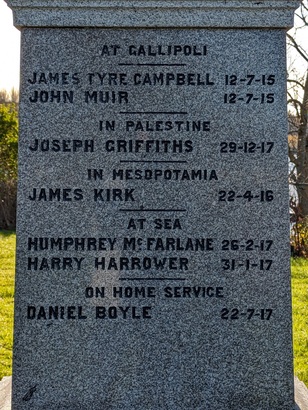 AT GALLIPOLI
JAMES TYRE CAMPBELL 12-7-15
JOHN MUIR 12-7-15
IN PALESTINE
JOSEPH GRIFFITHS 29-12-17
IN MESOPOTAMIA
JAMES KIRK 22-4-16
AT SEA
HUMPHREY McFARLANE 26-2-17
HARRY HARROWER 31-1-17
ON HOME SERVICE
DANIEL BOYLE 22-7-17